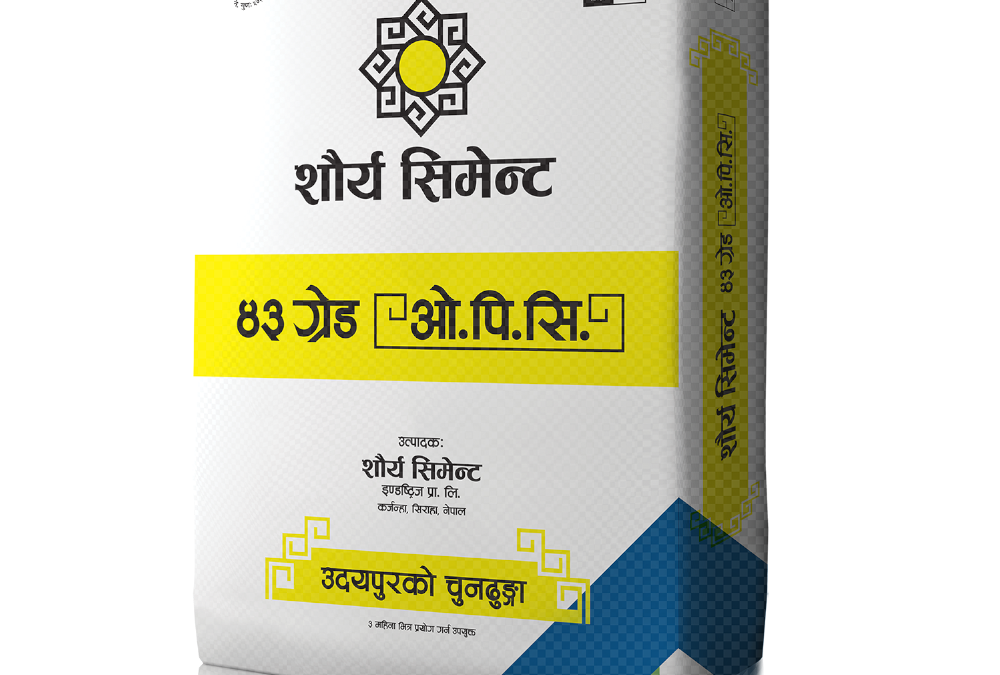 शौर्य सिमेन्ट
४३ ग्रेड ओ.पि.सि.
उत्पादक:
शौर्य सिमेन्ट
इण्डष्ट्रिज प्रा. लि.
कर्जन्हा, सिराहा, नेपाल
उदयपुरको चुनढुङ्गा
३ महिना भित्र प्रयोग गर्न उपयुक्त
शौर्य सिमेन्ट ४३ ग्रेड ओ.पि.सि.